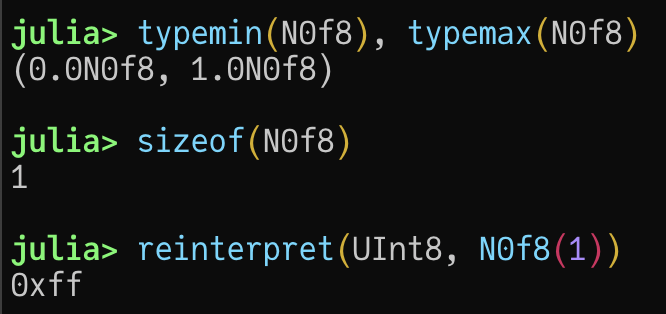 julia> typemin(N0f8), typemax(N0f8)
(0.0N0f8, 1.0N0f8)
julia> sizeof(N0f8)
1
julia> reinterpret(UInt8, N0f8(1))
0xff